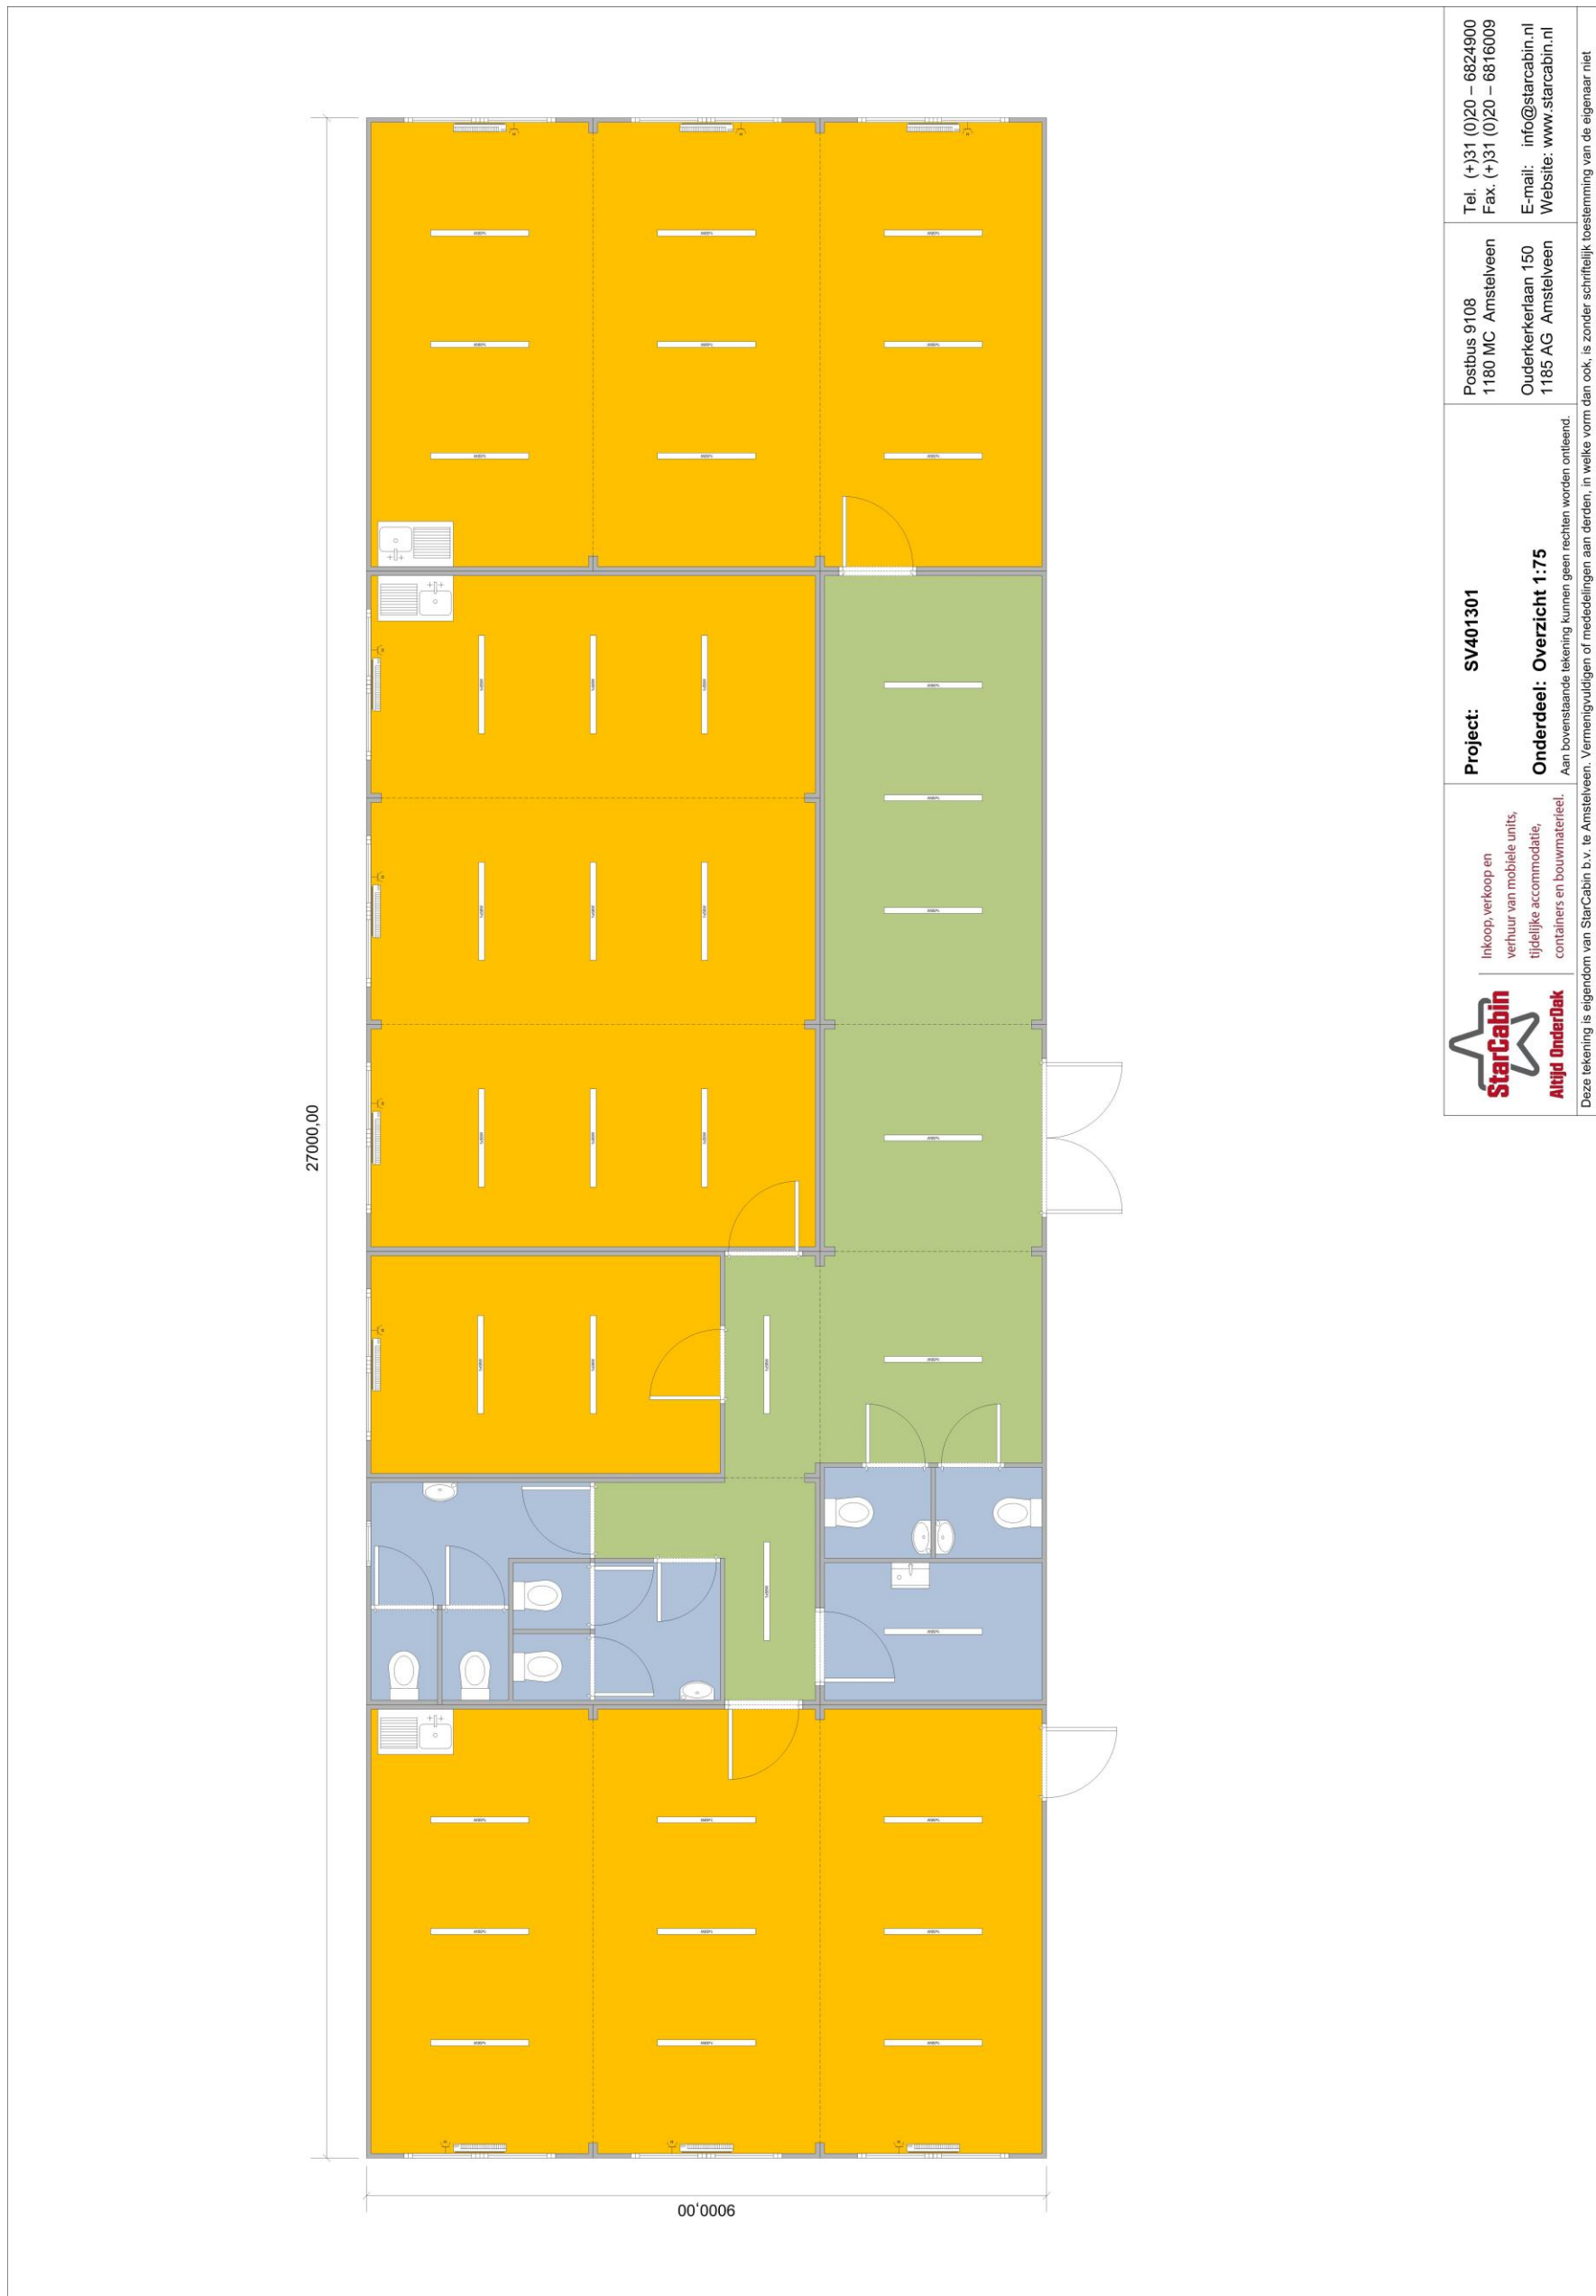 27000,00
9000,00
StarCabin
Altijd OnderDak
Inkoop, verkoop en
verhuur van mobiele units,
tijdelijke accommodatie,
containers en bouwmaterieel.
Project: SV401301
Onderdeel: Overzicht 1:75
Aan bovenstaande tekening kunnen geen rechten worden ontleend.
Postbus 9108
1180 MC Amstelveen
Ouderkerkerlaan 150
1185 AG Amstelveen
Tel. (+)31 (0)20 – 6824900
Fax. (+)31 (0)20 – 6816009
E-mail: info@starcabin.nl
Website: www.starcabin.nl
Deze tekening is eigendom van StarCabin b.v. te Amstelveen. Vermenigvuldigen of mededelingen aan derden, in welke vorm dan ook, is zonder schriftelijk toestemming van de eigenaar niet